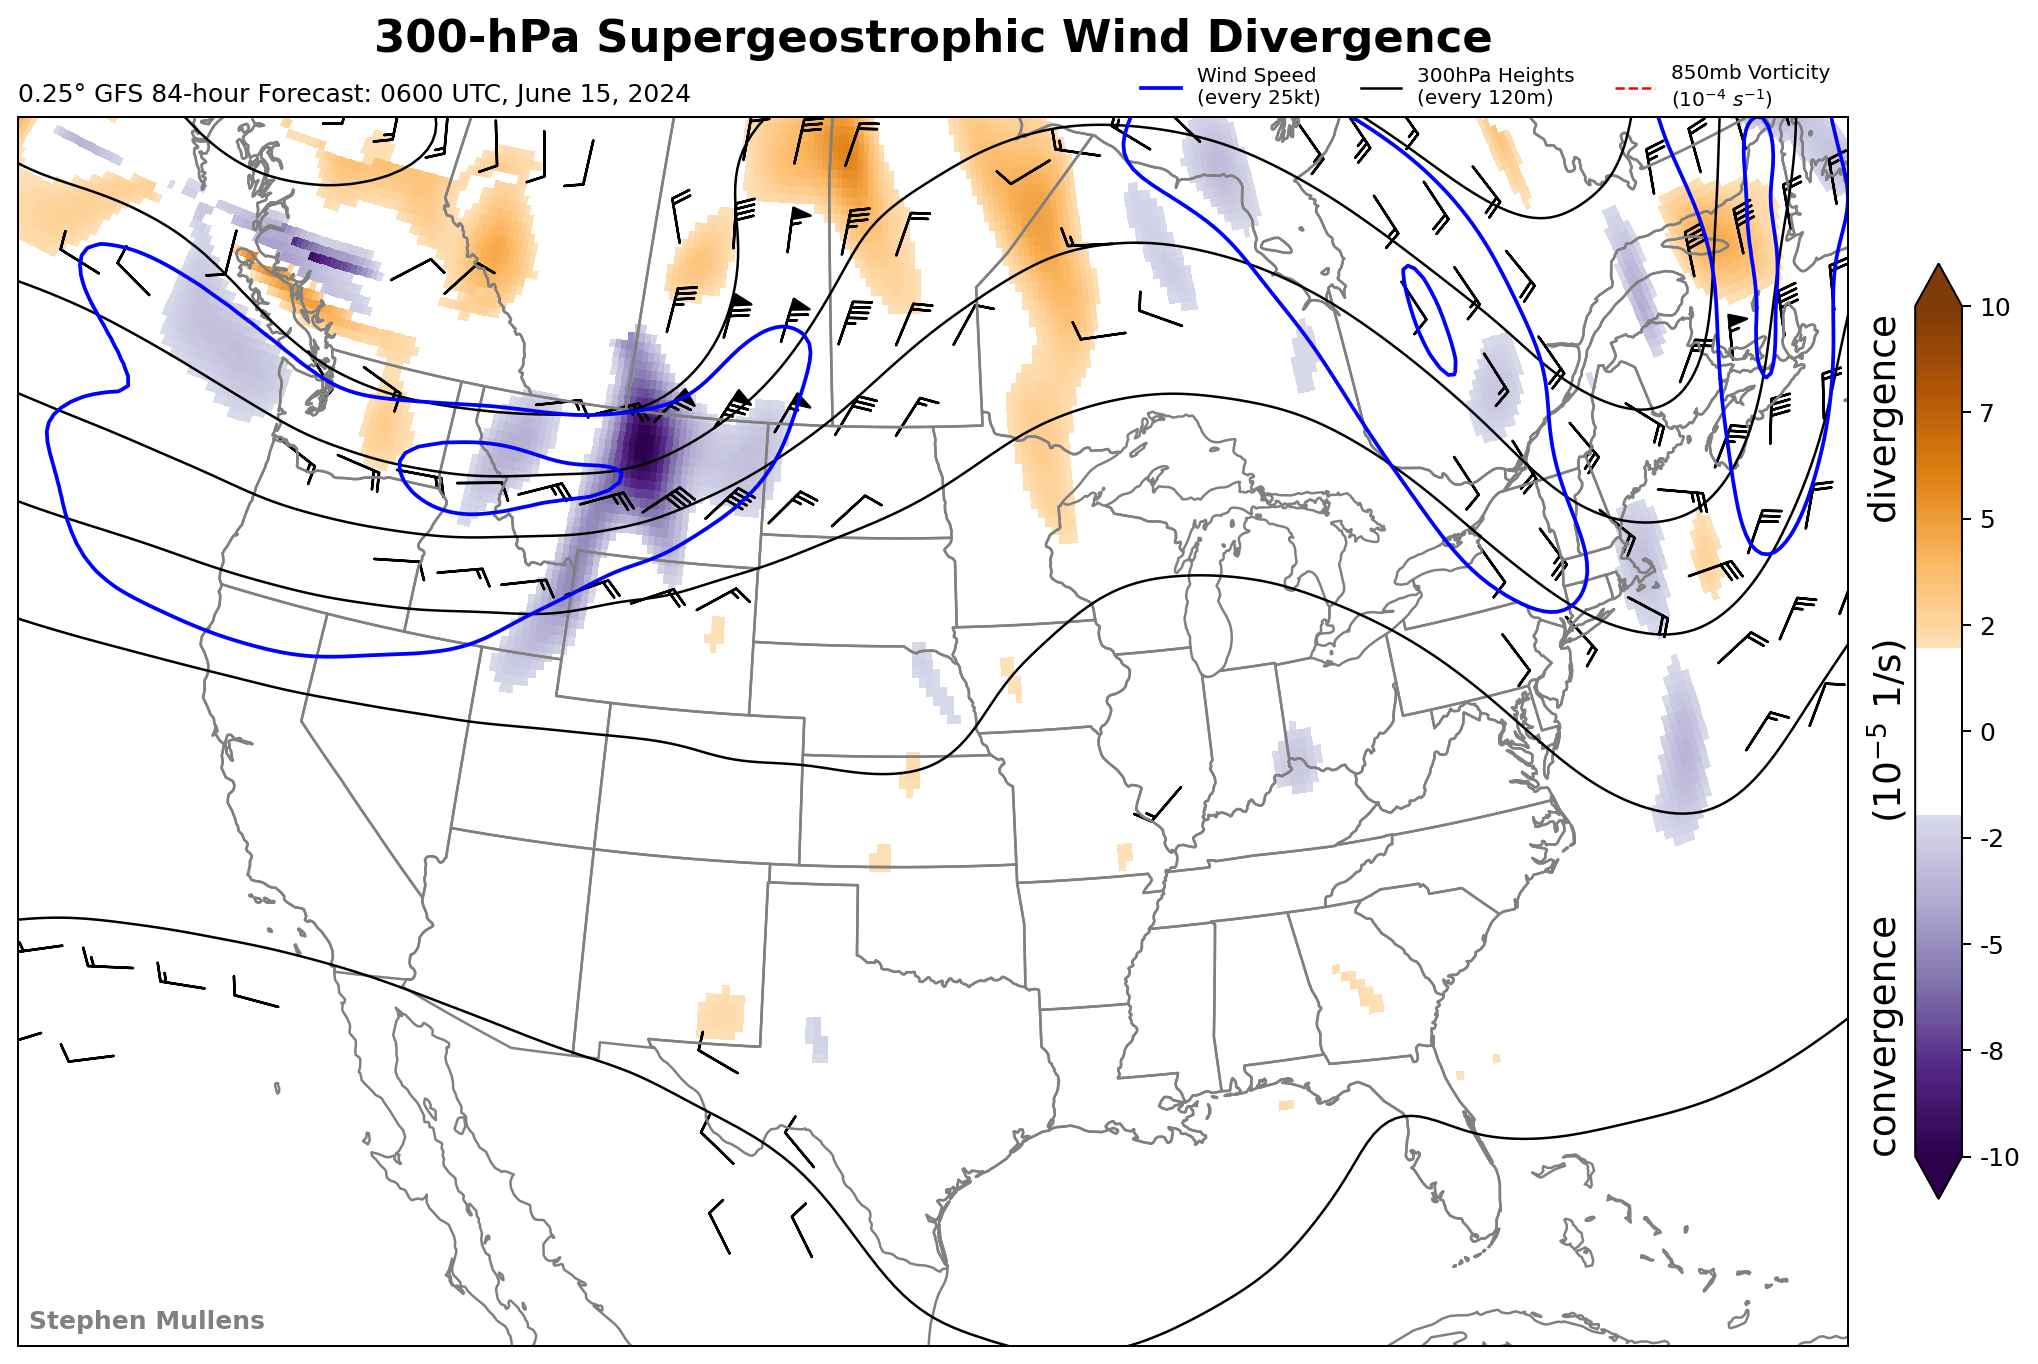 300-hPa Supergeostrophic Wind Divergence
0.25° GFS 84-hour Forecast: 0600 UTC, June 15, 2024
Wind Speed
(every 25kt)
300hPa Heights
(every 120m)
850mb Vorticity
(10⁻⁴ s⁻¹)
10
7
5
2
0
-2
-5
-8
-10
convergence (10⁻⁵ 1/s) divergence
Stephen Mullens